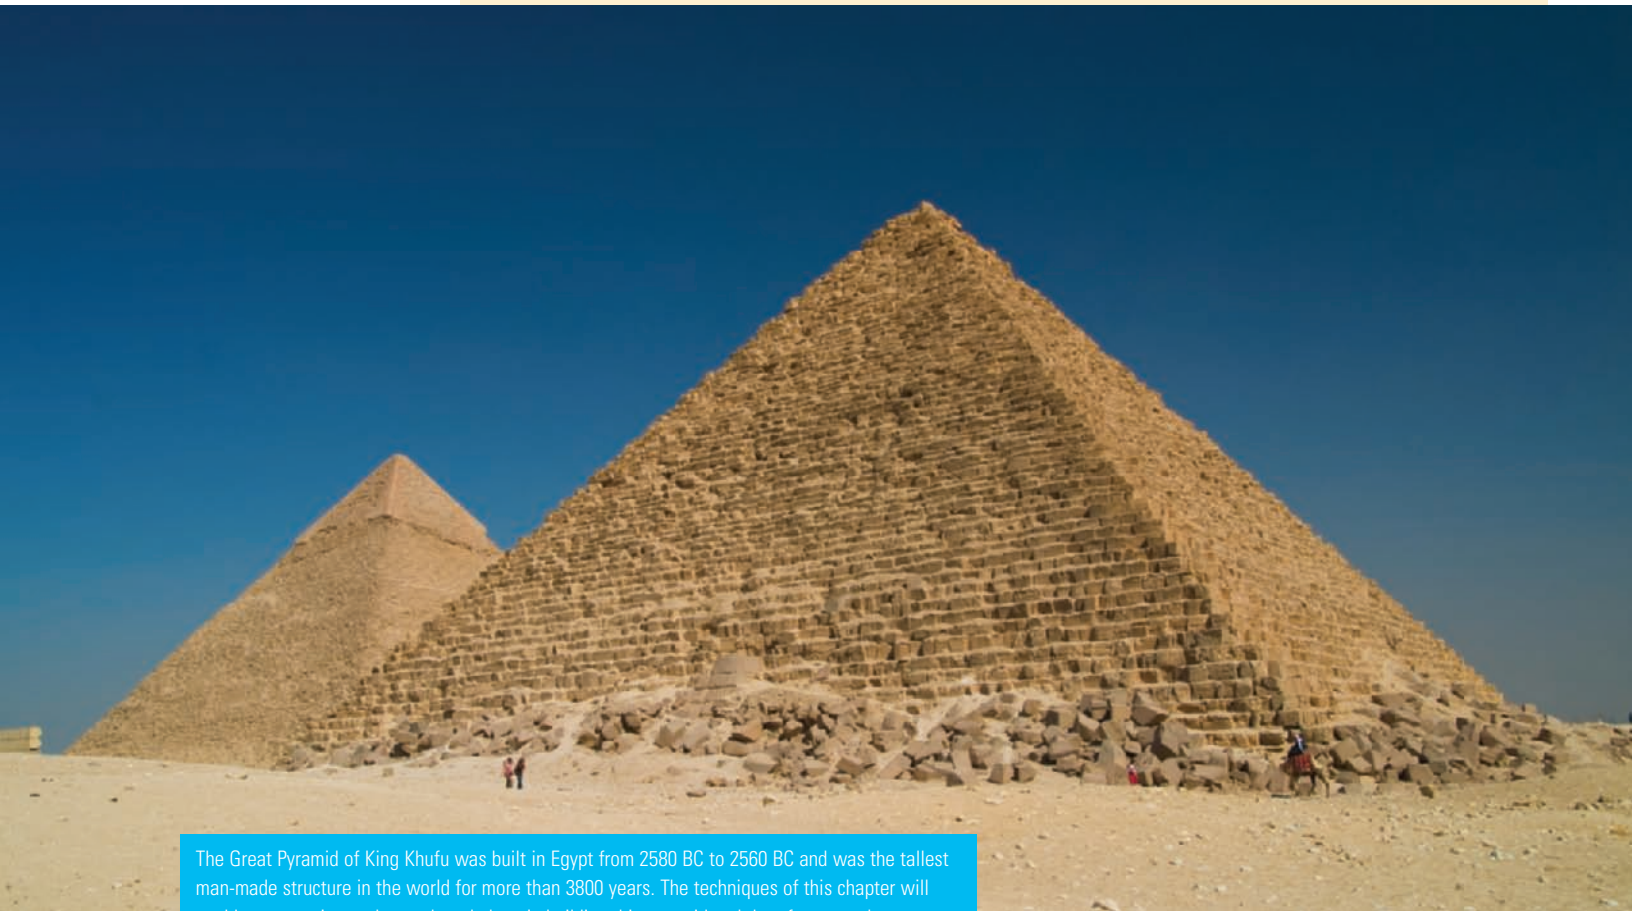 The Great Pyramid of King Khufu was built in Egypt from 2580 BC to 2560 BC and was the tallest
man-made structure in the world for more than 3800 years. The techniques of this chapter will